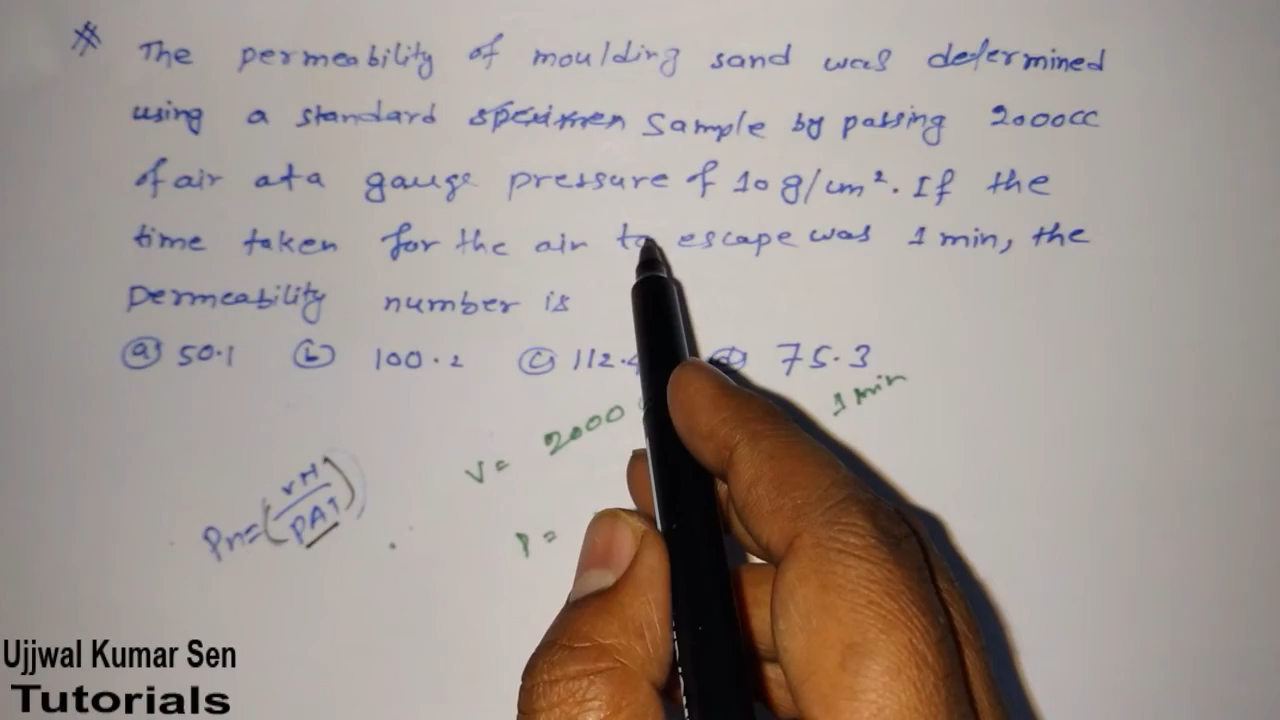 The permeability of moulding sand was determined
using a standard sample by passing 2000cc
of air at a gauge pressure of 10 g/cm². If the
time taken for the air to escape was 1 min, the
permeability number is
(a) 50.1 (b) 100.2 (c) 112.4 (d) 75.3
1 min
V = 2000
Pn = (VH/PAT)
P =
Ujjwal Kumar Sen
Tutorials